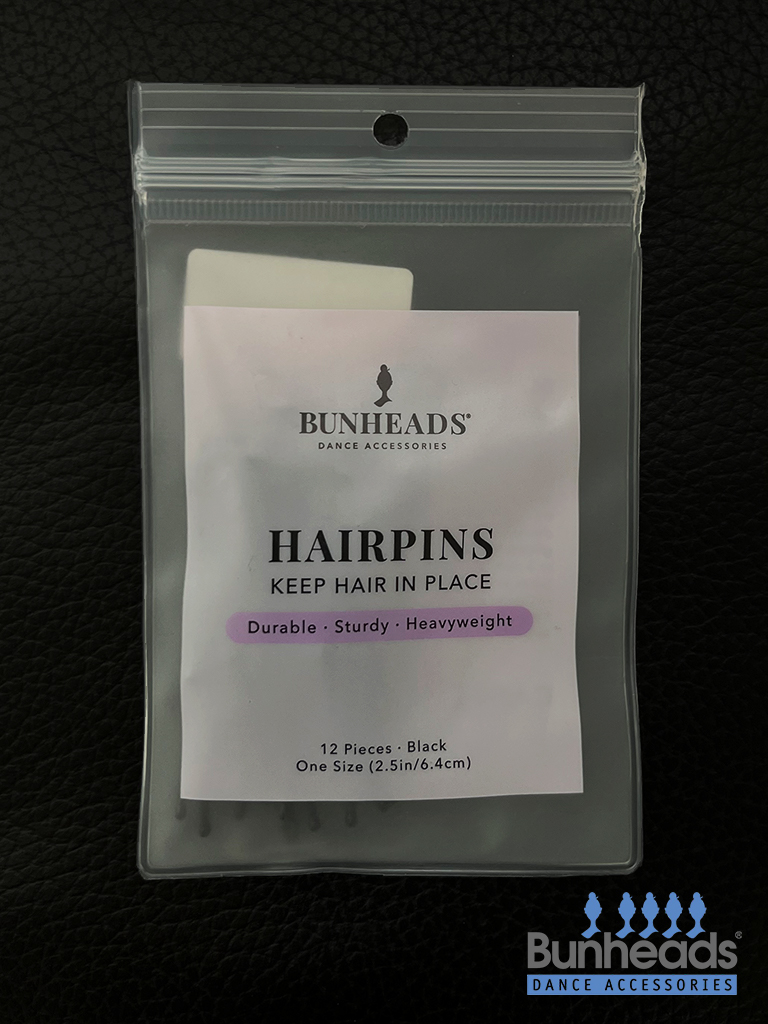 BUNHEADS®
DANCE ACCESSORIES
HAIRPINS
KEEP HAIR IN PLACE
Durable · Sturdy · Heavyweight
12 Pieces · Black
One Size (2.5in/6.4cm)
Bunheads®
DANCE ACCESSORIES